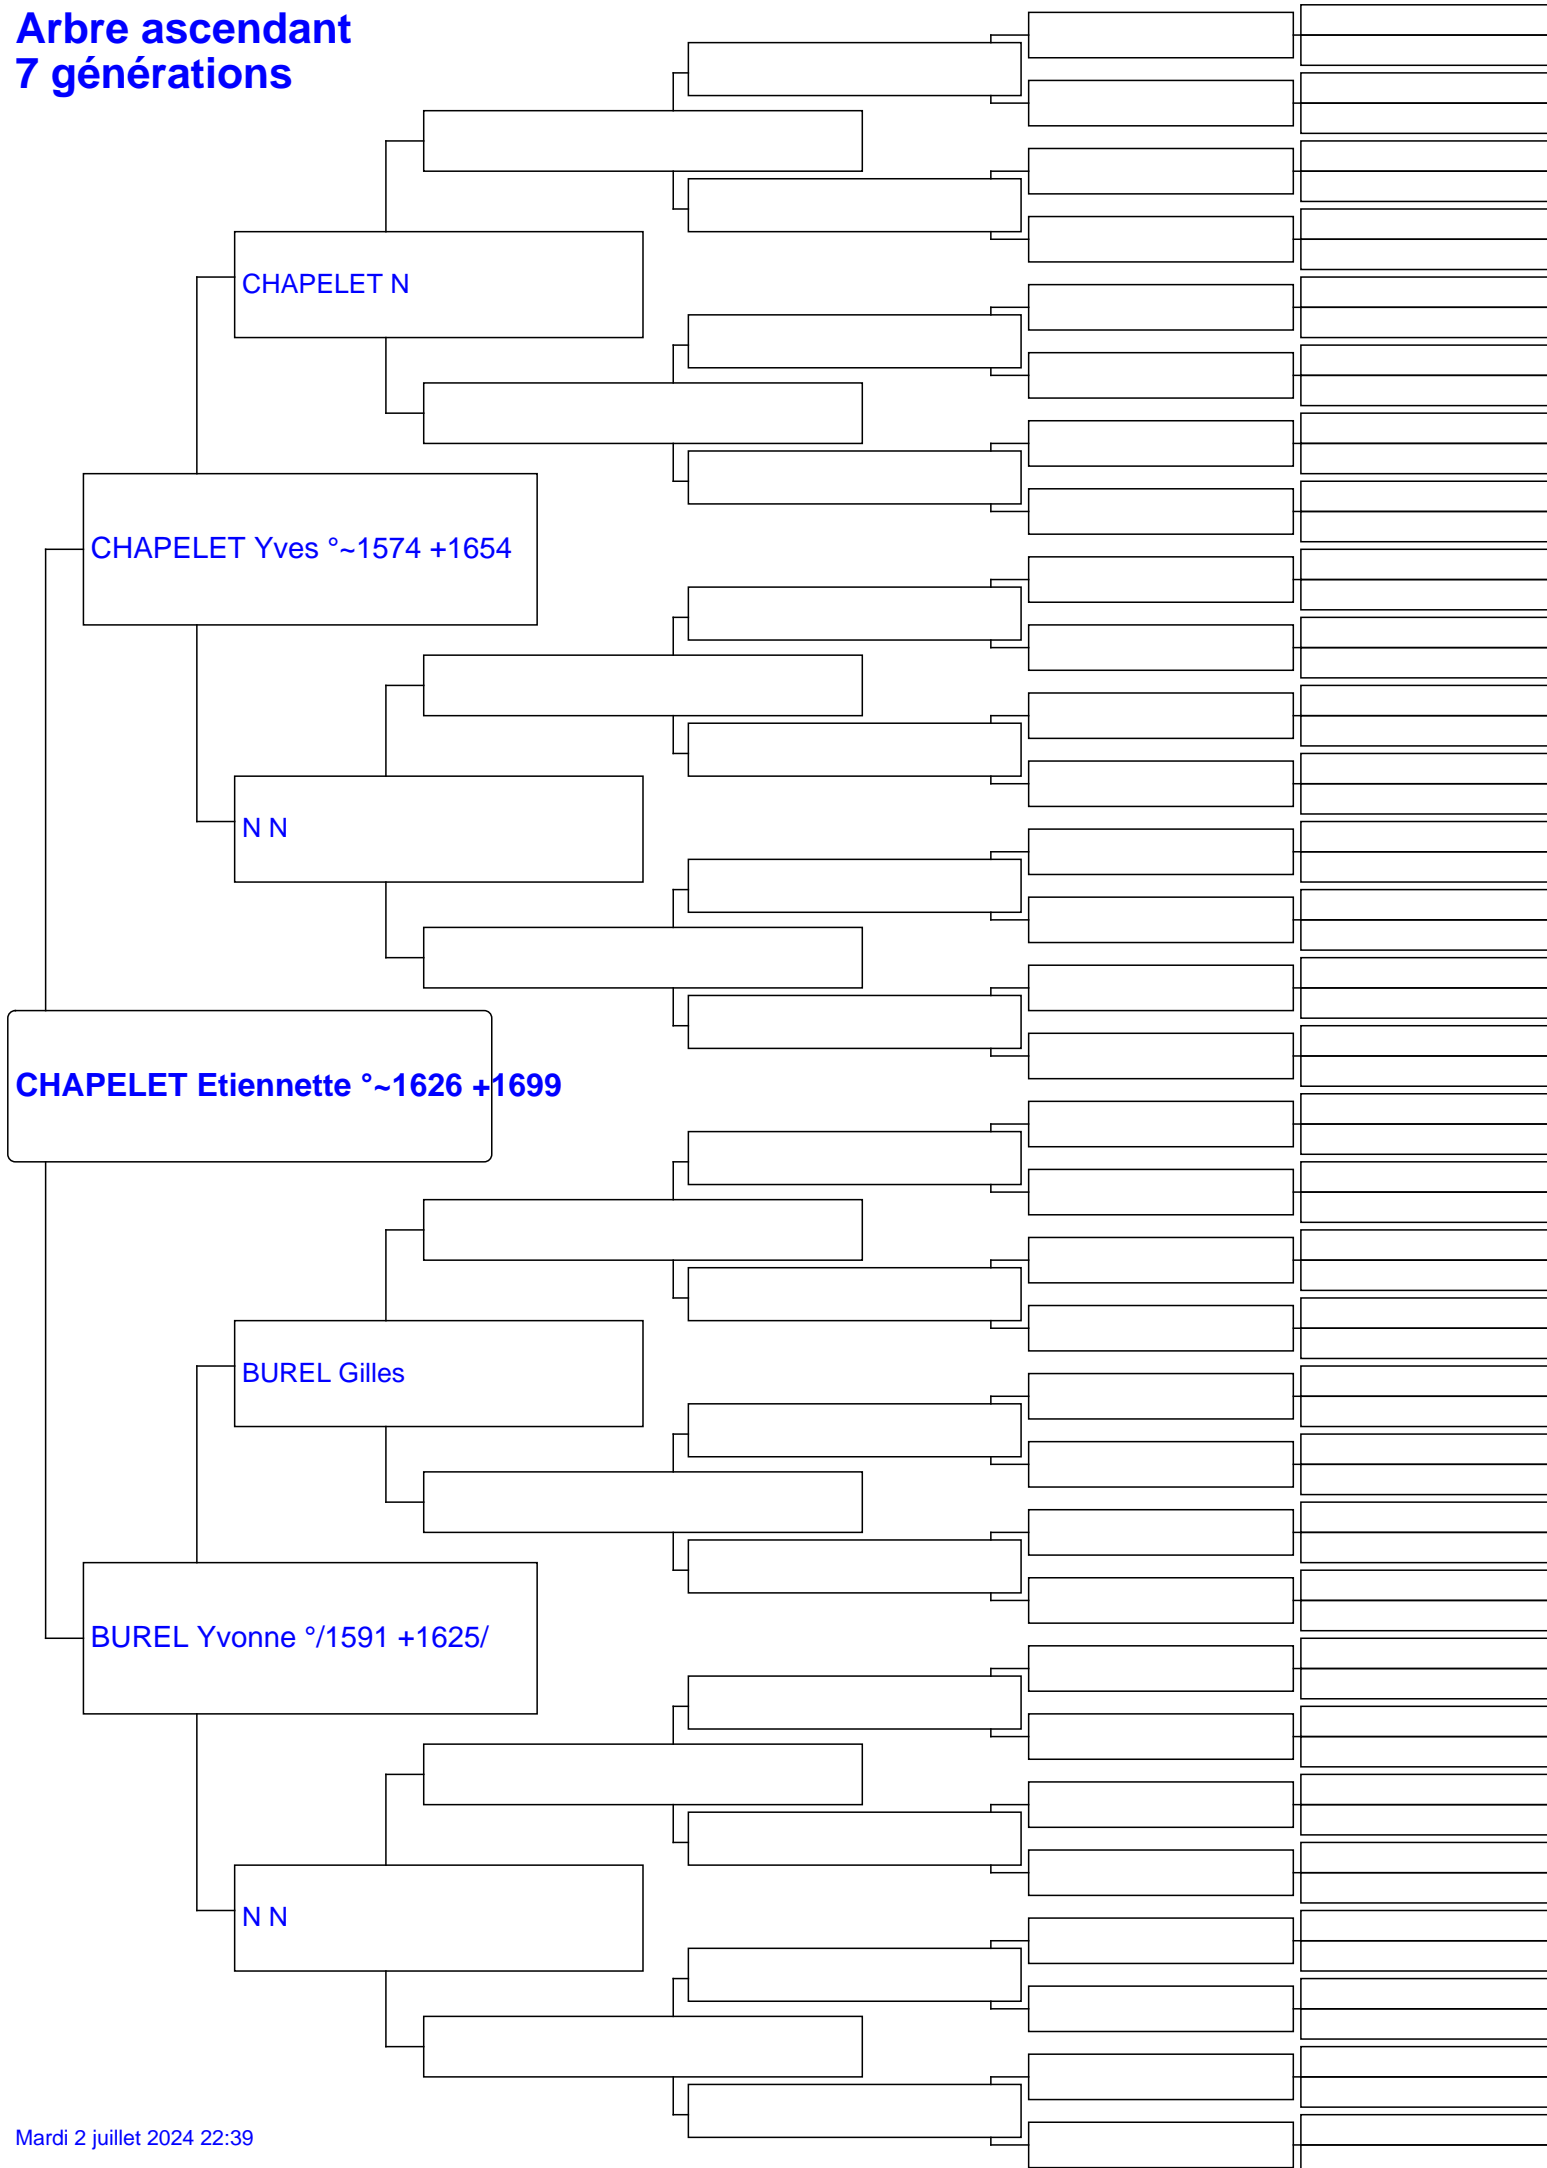 Arbre ascendant
7 générations
CHAPELET N
CHAPELET Yves °~1574 +1654
N N
CHAPELET Etiennette °~1626 +1699
BUREL Gilles
BUREL Yvonne °/1591 +1625/
N N
Mardi 2 juillet 2024 22:39